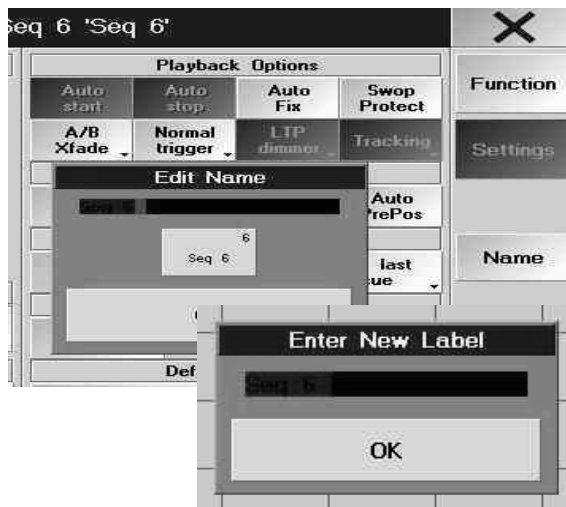 Seq 6 'Seq 6'
Playback Options
Auto start
Auto stop
Auto Fix
Swop Protect
Function
A/B Xfade
Normal trigger
LTP dimmer
Tracking
Settings
Edit Name
Seq 6
Auto PrePos
6
Seq 6
last
Name
Enter New Label
Seq 6
OK